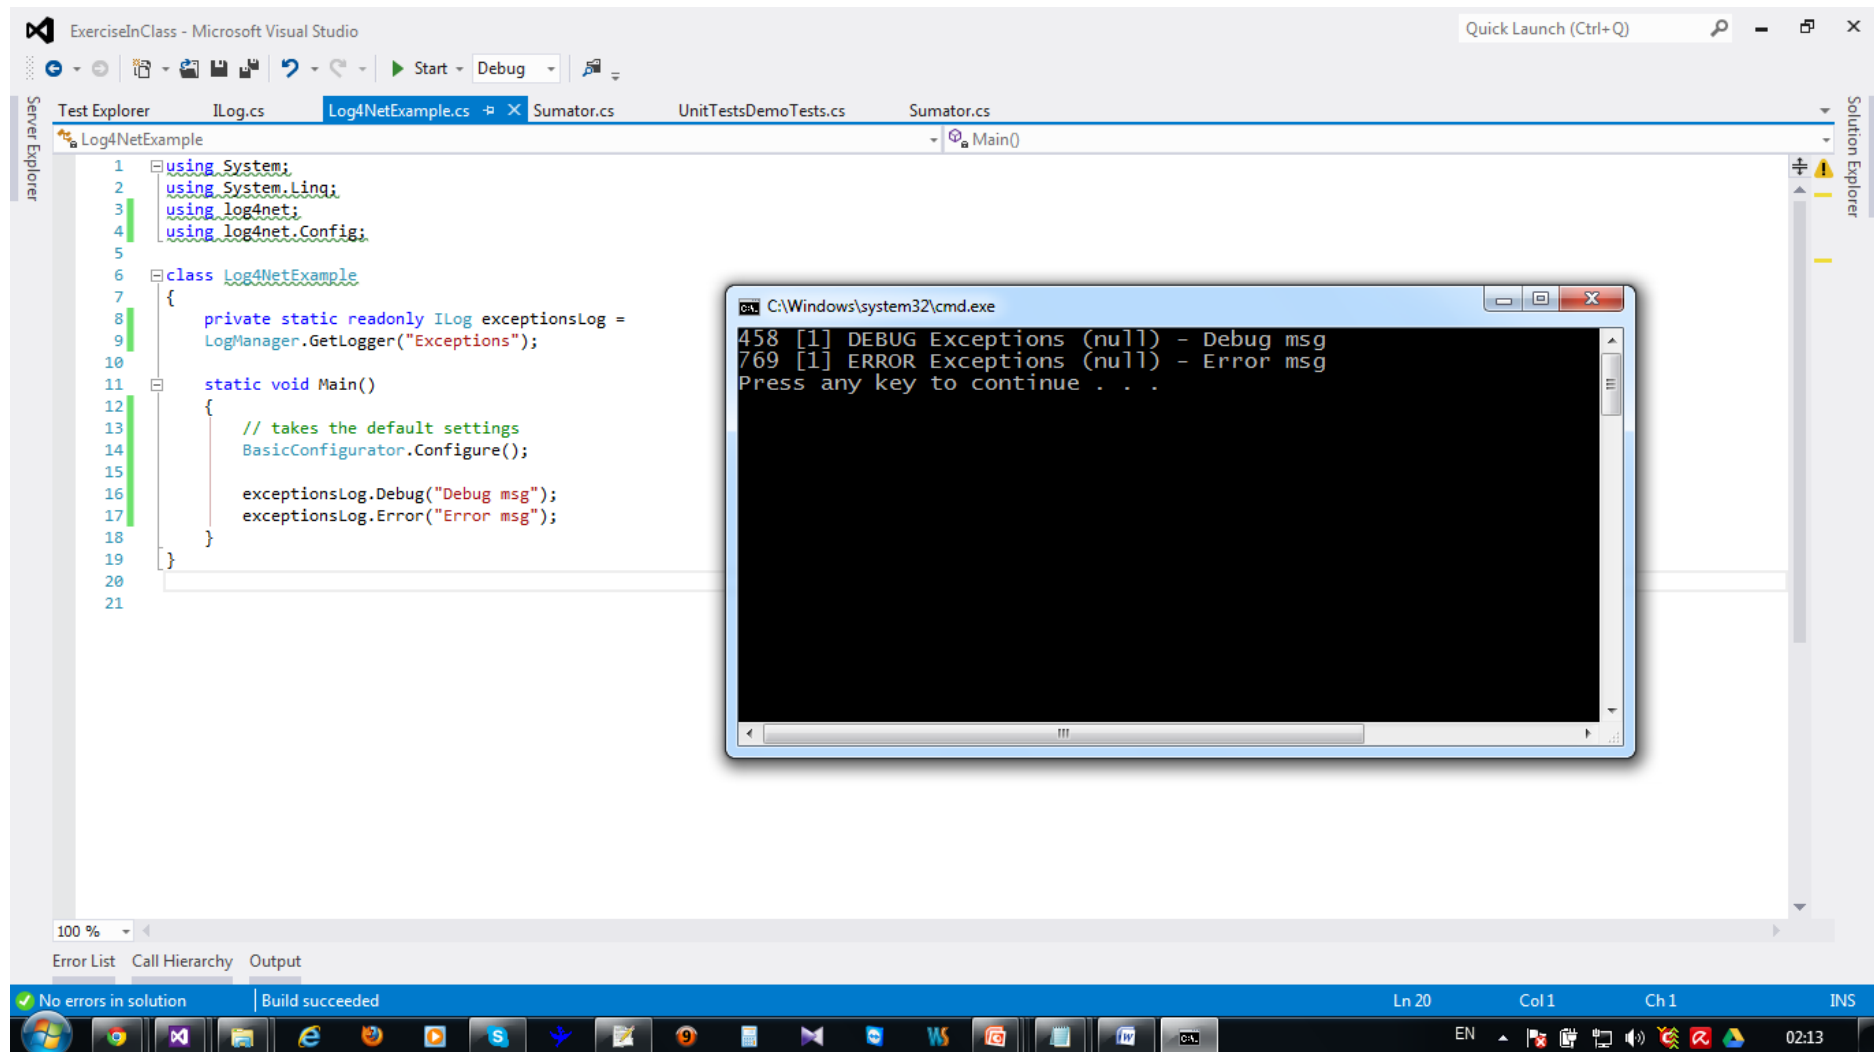 ExerciseInClass - Microsoft Visual Studio
Quick Launch (Ctrl+Q)
Start
Debug
Server Explorer
Test Explorer
ILog.cs
Log4NetExample.cs
Sumator.cs
UnitTestsDemoTests.cs
Sumator.cs
Solution Explorer
Log4NetExample
Main()
1 using System;
2 using System.Linq;
3 using log4net;
4 using log4net.Config;
5
6 class Log4NetExample
7 {
8 private static readonly ILog exceptionsLog =
9 LogManager.GetLogger("Exceptions");
10
11 static void Main()
12 {
13 // takes the default settings
14 BasicConfigurator.Configure();
15
16 exceptionsLog.Debug("Debug msg");
17 exceptionsLog.Error("Error msg");
18 }
19 }
20
21
C:\Windows\system32\cmd.exe
458 [1] DEBUG Exceptions (null) - Debug msg
769 [1] ERROR Exceptions (null) - Error msg
Press any key to continue . . .
100 %
Error List Call Hierarchy Output
No errors in solution
Build succeeded
Ln 20
Col 1
Ch 1
INS
EN
02:13